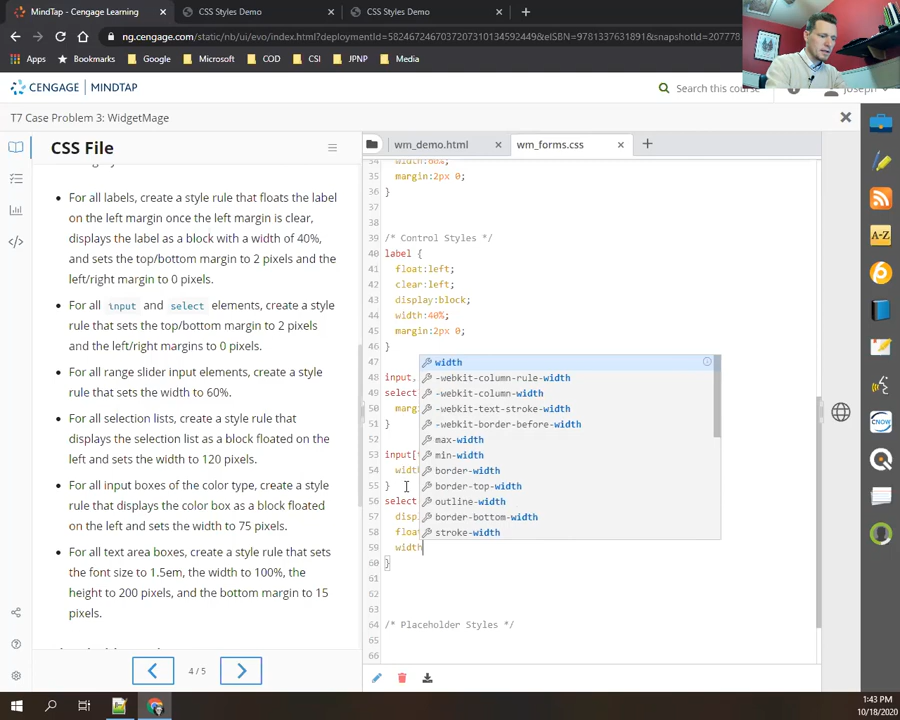 MindTap - Cengage Learning
CSS Styles Demo
CSS Styles Demo
ng.cengage.com/static/nb/ui/evo/index.html?deploymentId=5824672467037207310134592449&eISBN=9781337631891&snapshotId=207778
Apps
Bookmarks
Google
Microsoft
COD
CSI
JPNP
Media
CENGAGE
MINDTAP
Search this course
T7 Case Problem 3: WidgetMage
CSS File
• For all labels, create a style rule that floats the label
on the left margin once the left margin is clear,
displays the label as a block with a width of 40%,
and sets the top/bottom margin to 2 pixels and the
left/right margin to 0 pixels.
• For all input and select elements, create a style
rule that sets the top/bottom margin to 2 pixels
and the left/right margins to 0 pixels.
• For all range slider input elements, create a style
rule that sets the width to 60%.
• For all selection lists, create a style rule that
displays the selection list as a block floated on the
left and sets the width to 120 pixels.
• For all input boxes of the color type, create a style
rule that displays the color box as a block floated
on the left and sets the width to 75 pixels.
• For all text area boxes, create a style rule that sets
the font size to 1.5em, the width to 100%, the
height to 200 pixels, and the bottom margin to 15
pixels.
4 / 5
wm_demo.html
wm_forms.css
34 width:60%;
35 margin:2px 0;
36 }
37
38
39 /* Control Styles */
40 label {
41 float:left;
42 clear:left;
43 display:block;
44 width:40%;
45 margin:2px 0;
46 }
47
48 input,
49 select
50 marg
51 }
52
53 input[
54 widt
55 }
56 select
57 disp
58 floa
59 width
60 }
61
62
63
64 /* Placeholder Styles */
65
66
width
-webkit-column-rule-width
-webkit-column-width
-webkit-text-stroke-width
-webkit-border-before-width
max-width
min-width
border-width
border-top-width
outline-width
border-bottom-width
stroke-width
A-Z
CNOW
1:43 PM
10/18/2020